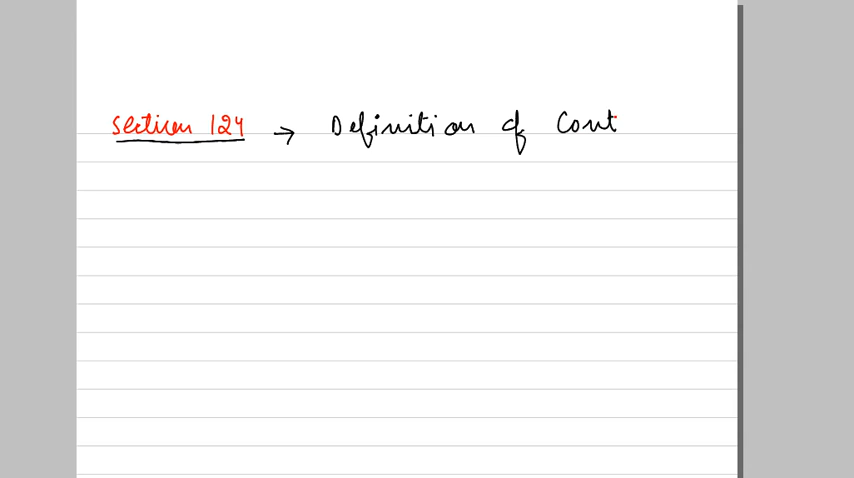 Section 124 → Definition of Cont